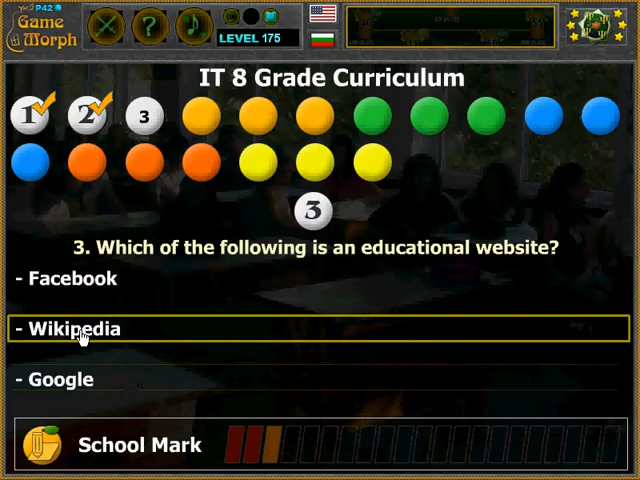 P42
Game Morph
LEVEL 175
IT 8 Grade Curriculum
1 2 3
3
3. Which of the following is an educational website?
- Facebook
- Wikipedia
- Google
School Mark